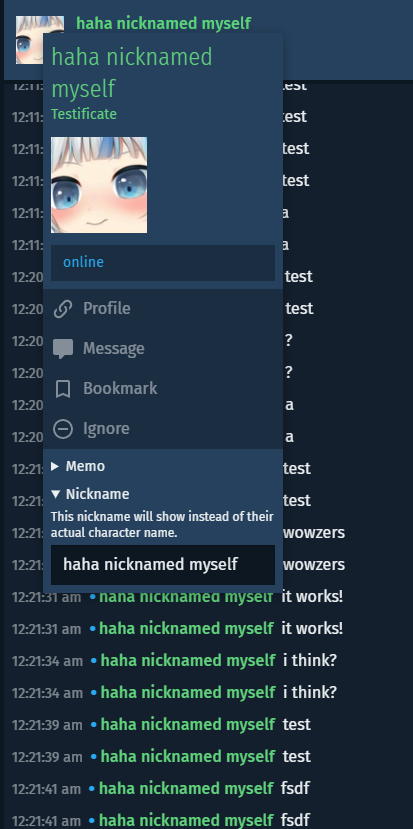 haha nicknamed myself
haha nicknamed
myself
Testificate
online
Profile
Message
Bookmark
Ignore
Memo
Nickname
This nickname will show instead of their
actual character name.
haha nicknamed myself
12:11: test
12:11: test
12:11: test
12:11: test
12:11: a
12:11: a
12:20 test
12:20 test
12:20 ?
12:20 ?
12:20 a
12:20 a
12:21: test
12:21: test
12:21: wowzers
12:21: wowzers
12:21:31 am • haha nicknamed myself it works!
12:21:31 am • haha nicknamed myself it works!
12:21:34 am • haha nicknamed myself i think?
12:21:34 am • haha nicknamed myself i think?
12:21:39 am • haha nicknamed myself test
12:21:39 am • haha nicknamed myself test
12:21:41 am • haha nicknamed myself fsdf
12:21:41 am • haha nicknamed myself fsdf